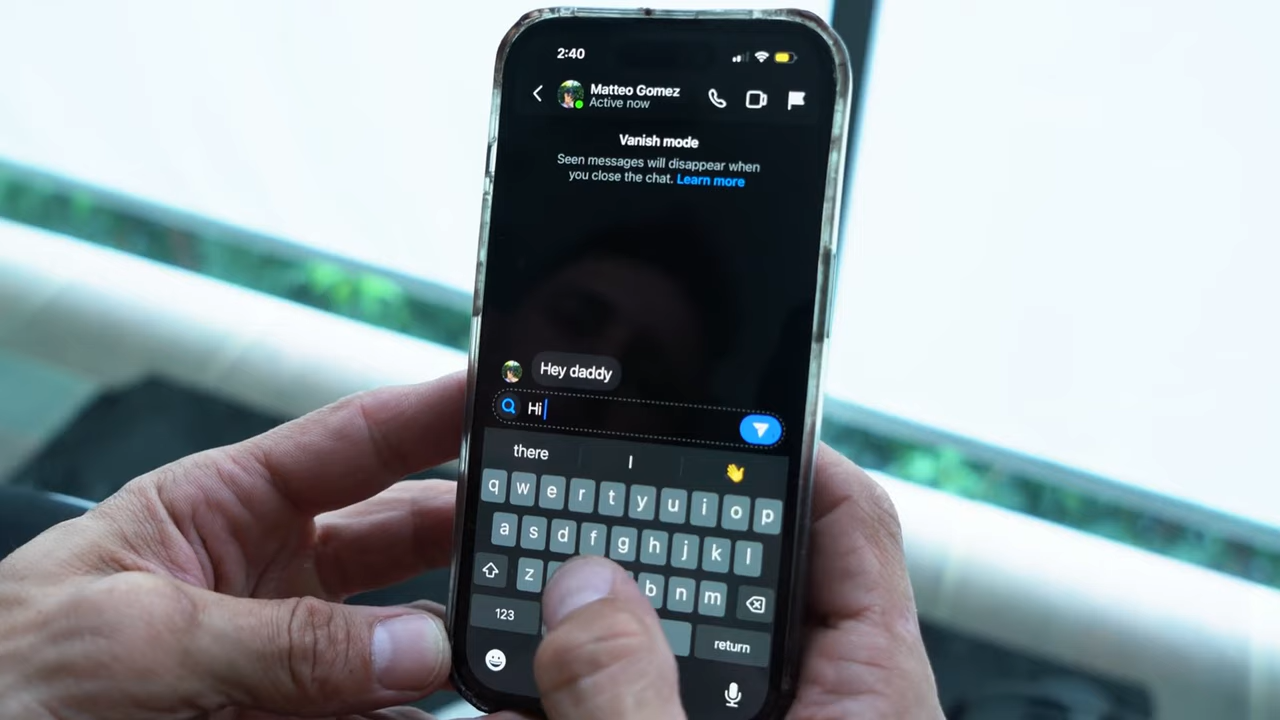 2:40
Matteo Gomez
Active now
Vanish mode
Seen messages will disappear when
you close the chat. Learn more
Hey daddy
Hi
there I 👋
q w e r t y u i o p
a s d f g h j k l
z b n m
123 return